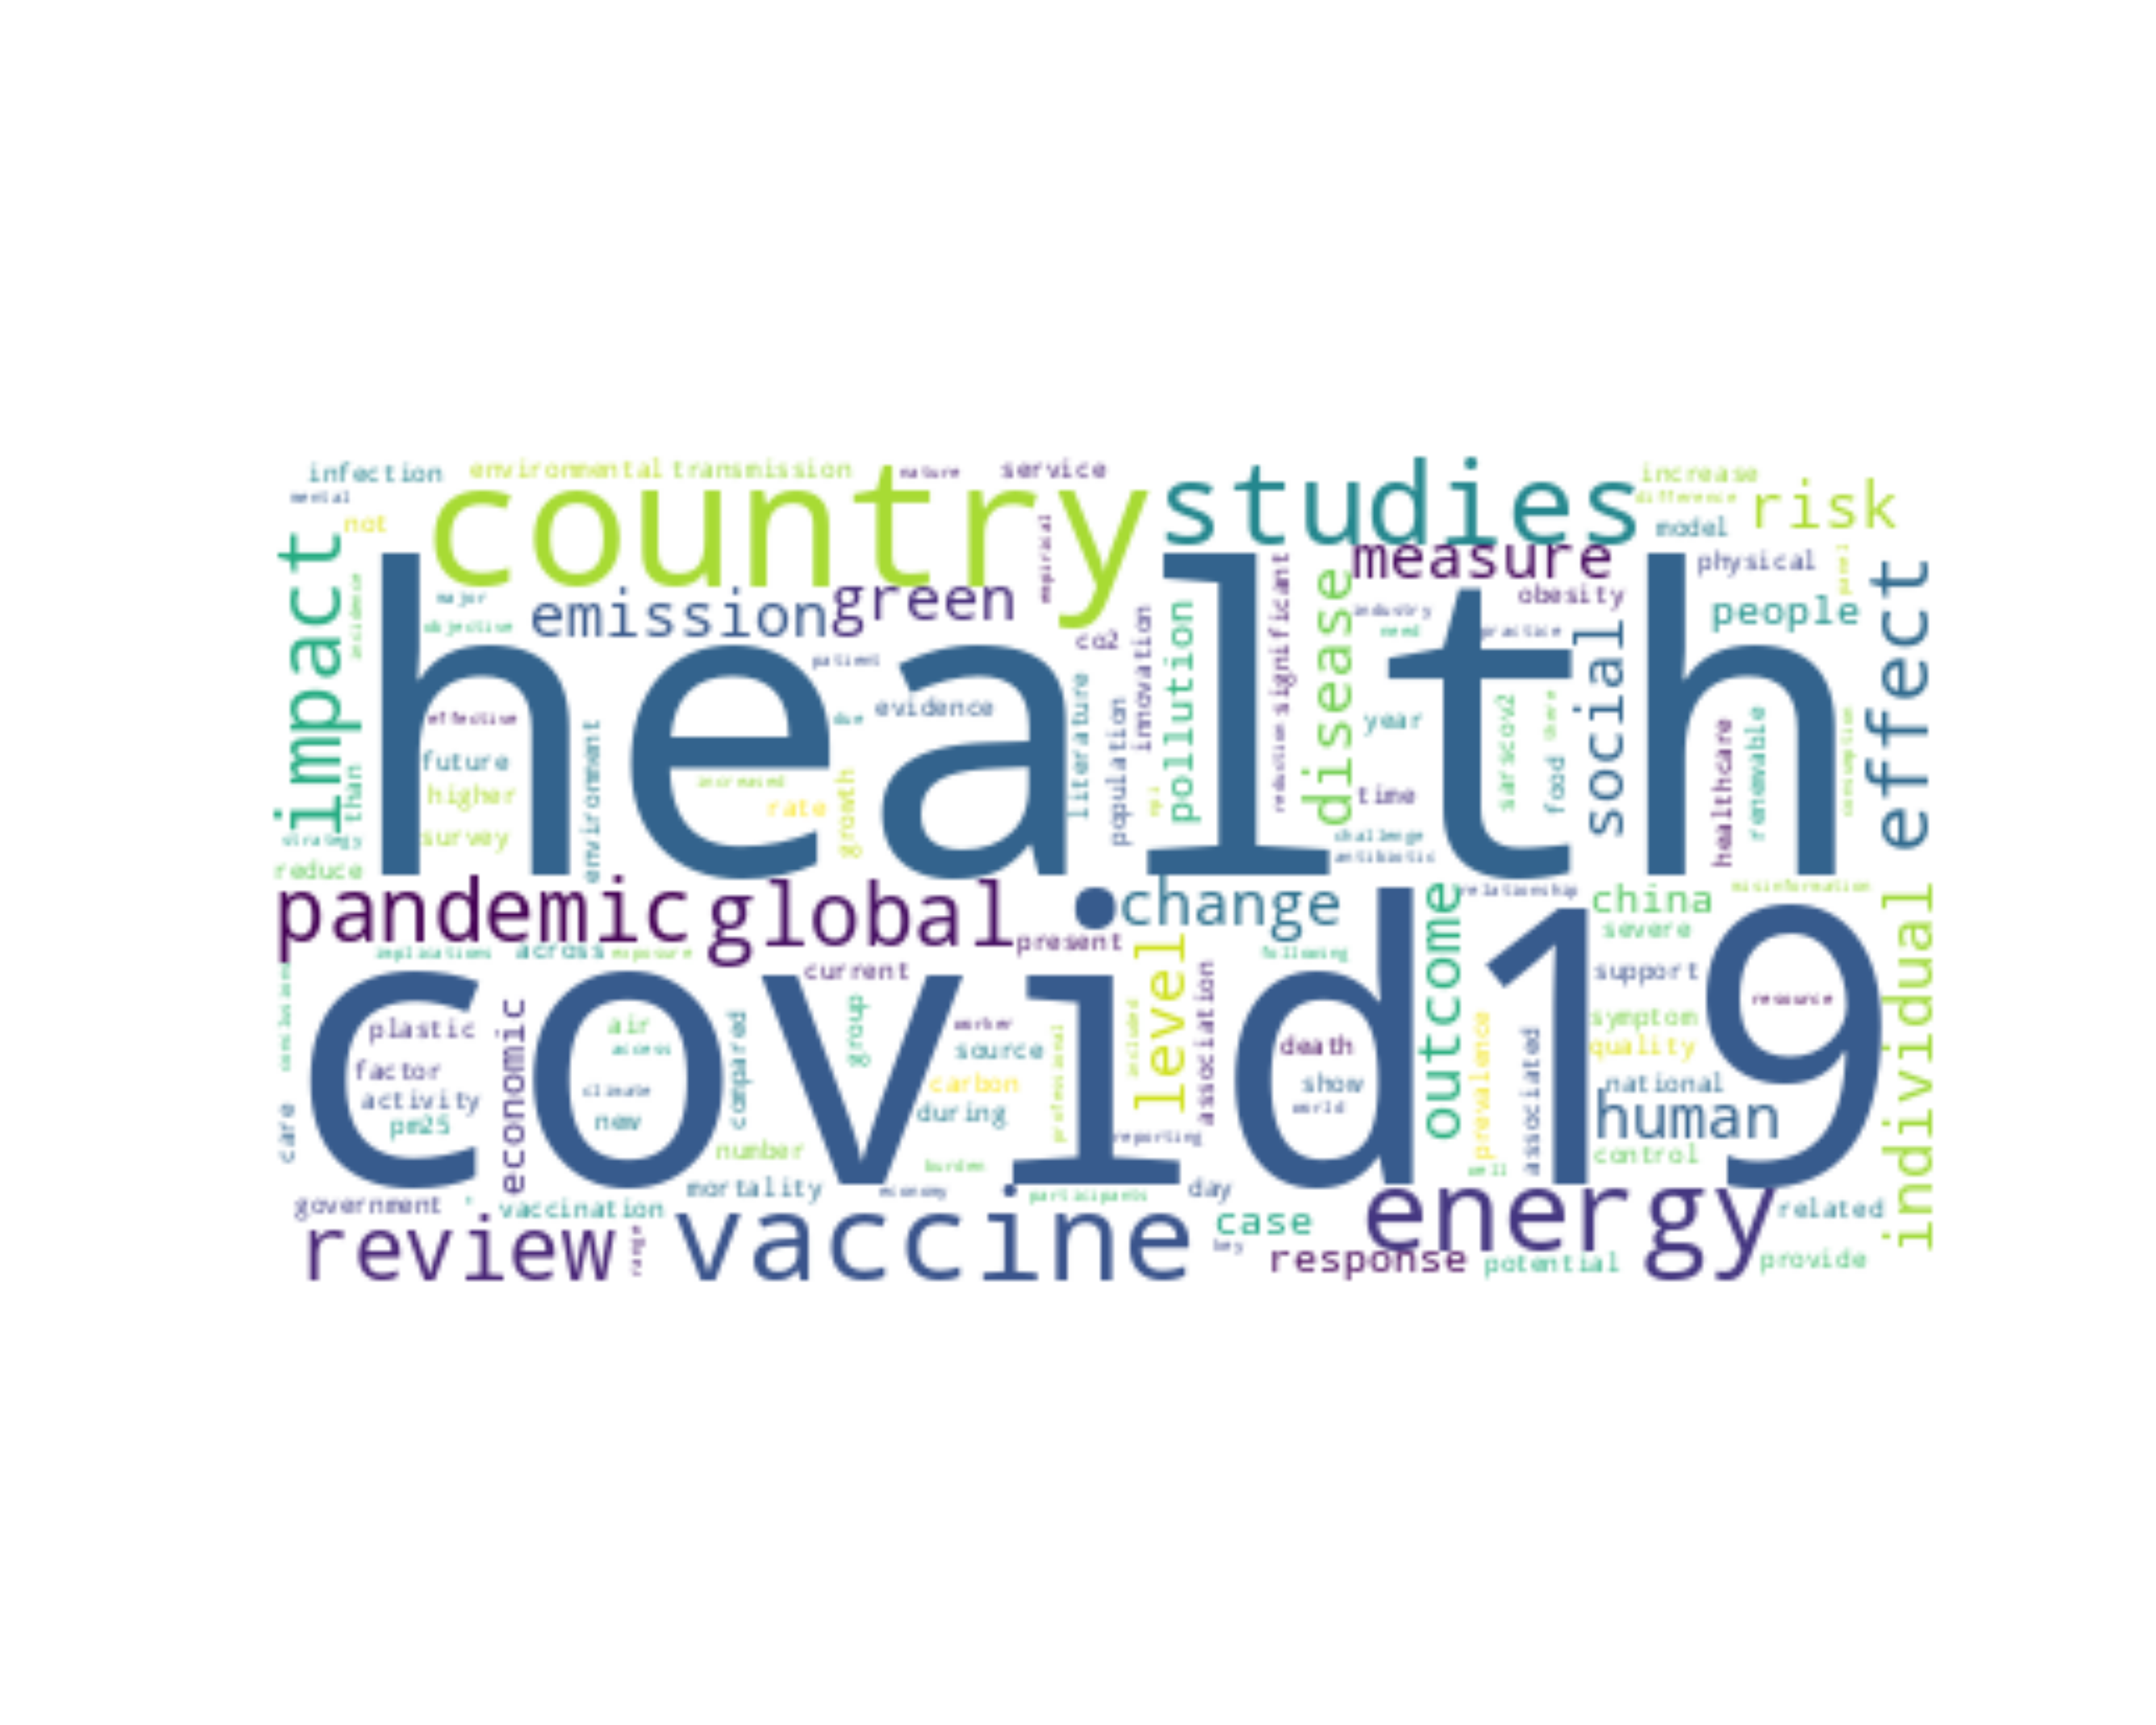 infection
environmental
transmission
nature
service
increase
mental
country
studies
difference
risk
not
model
impact
empirical
measure
physical
panel
effect
incidence
health
significant
disease
major
emission
green
obesity
objective
co2
pollution
industry
need
practice
social
people
innovation
patient
literature
population
effective
due
evidence
year
sarscov2
there
healthcare
renewable
consumption
environment
reduction
future
than
higher
increased
rate
growth
food
time
survey
strategy
challenge
antibiotic
reduce
pandemic
global
change
outcome
relationship
china
misinformation
individual
present
level
severe
implications
across
exposure
following
current
support
conclusions
covid19
economic
plastic
air
access
compared
group
worker
source
professional
included
association
death
prevalence
associated
symptom
resource
quality
factor
activity
pm25
climate
new
carbon
during
show
world
national
human
care
number
reporting
control
burden
well
mortality
economy
participants
day
government
vaccination
energy
related
review
range
vaccine
case
key
response
potential
provide